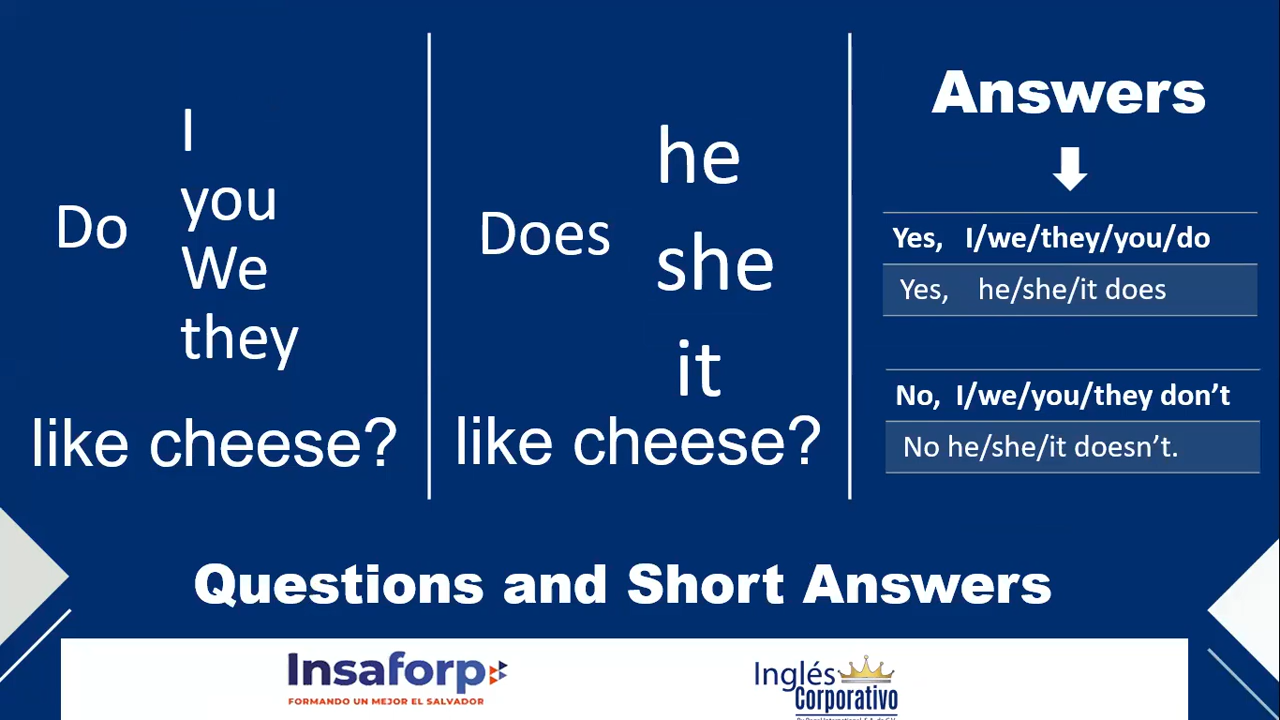 Do
I
you
We
they
like cheese?
Does
he
she
it
like cheese?
Answers
Yes, I/we/they/you/do
Yes, he/she/it does
No, I/we/you/they don’t
No he/she/it doesn’t.
Questions and Short Answers
Insaforp
FORMANDO UN MEJOR EL SALVADOR
Inglés
Corporativo